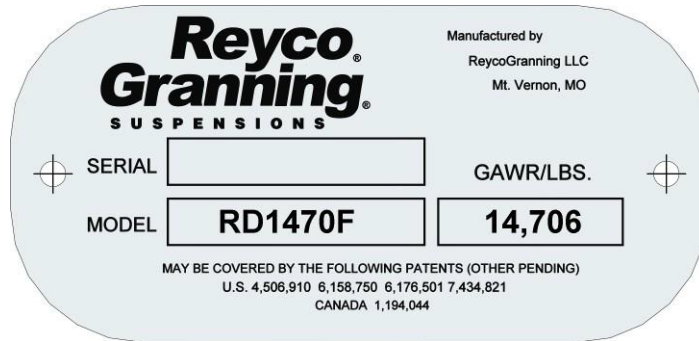 Reyco®
Granning®
SUSPENSIONS
Manufactured by
ReycoGranning LLC
Mt. Vernon, MO
SERIAL
GAWR/LBS.
MODEL RD1470F 14,706
MAY BE COVERED BY THE FOLLOWING PATENTS (OTHER PENDING)
U.S. 4,506,910 6,158,750 6,176,501 7,434,821
CANADA 1,194,044